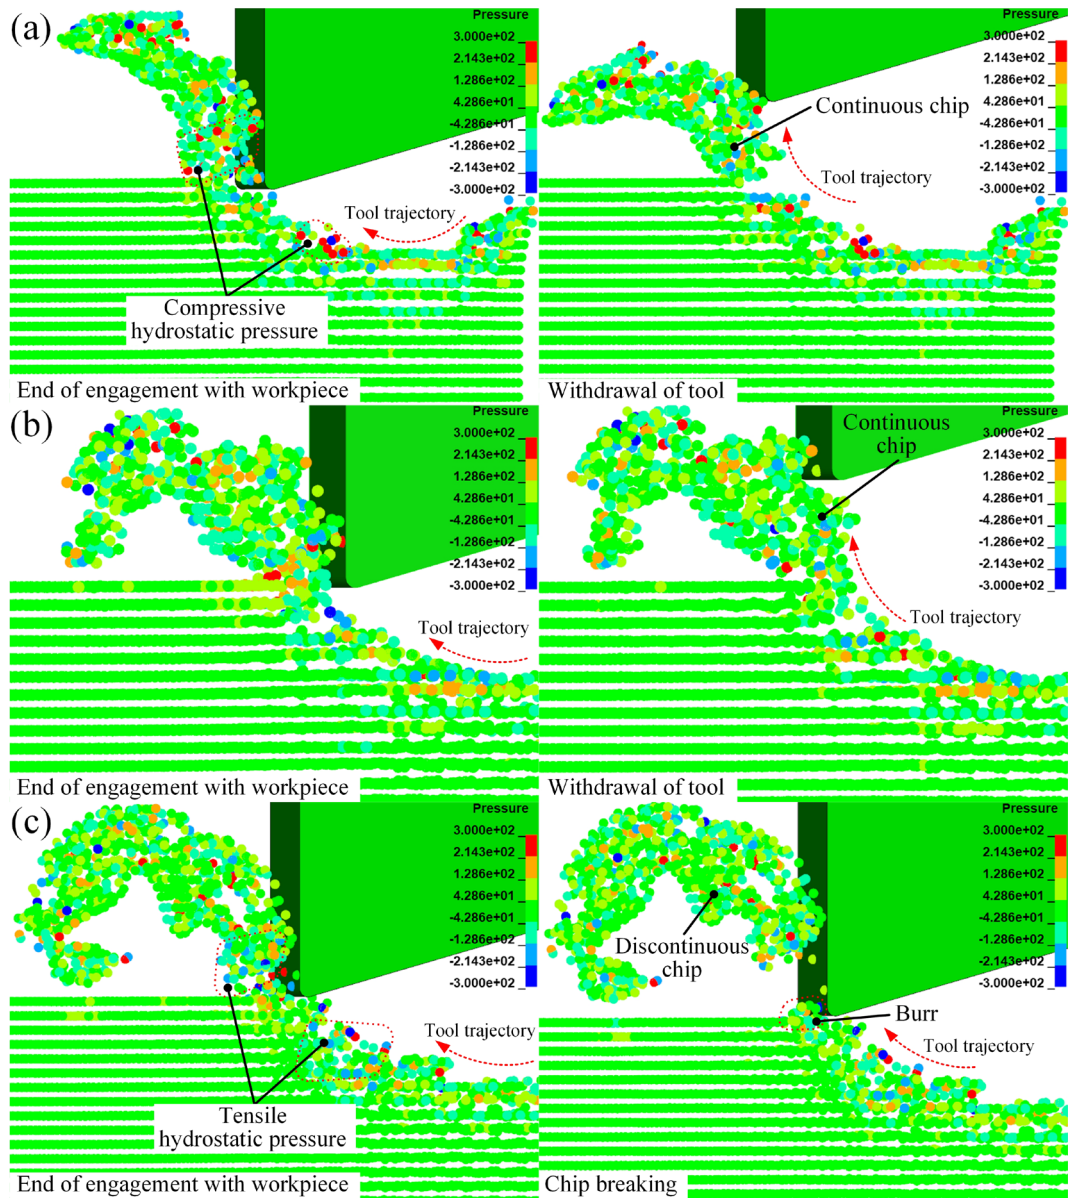 (a)
Pressure
3.000e+02
2.143e+02
1.286e+02
4.286e+01
-4.286e+01
-1.286e+02
-2.143e+02
-3.000e+02
Tool trajectory
Compressive
hydrostatic pressure
End of engagement with workpiece
Pressure
3.000e+02
2.143e+02
1.286e+02
4.286e+01
-4.286e+01
-1.286e+02
-2.143e+02
-3.000e+02
Continuous chip
Tool trajectory
Withdrawal of tool
(b)
Pressure
3.000e+02
2.143e+02
1.286e+02
4.286e+01
-4.286e+01
-1.286e+02
-2.143e+02
-3.000e+02
Tool trajectory
End of engagement with workpiece
Pressure
Continuous
chip
3.000e+02
2.143e+02
1.286e+02
4.286e+01
-4.286e+01
-1.286e+02
-2.143e+02
-3.000e+02
Tool trajectory
Withdrawal of tool
(c)
Pressure
3.000e+02
2.143e+02
1.286e+02
4.286e+01
-4.286e+01
-1.286e+02
-2.143e+02
-3.000e+02
Tool trajectory
Tensile
hydrostatic pressure
End of engagement with workpiece
Pressure
3.000e+02
2.143e+02
1.286e+02
4.286e+01
-4.286e+01
-1.286e+02
-2.143e+02
-3.000e+02
Discontinuous
chip
Burr
Tool trajectory
Chip breaking